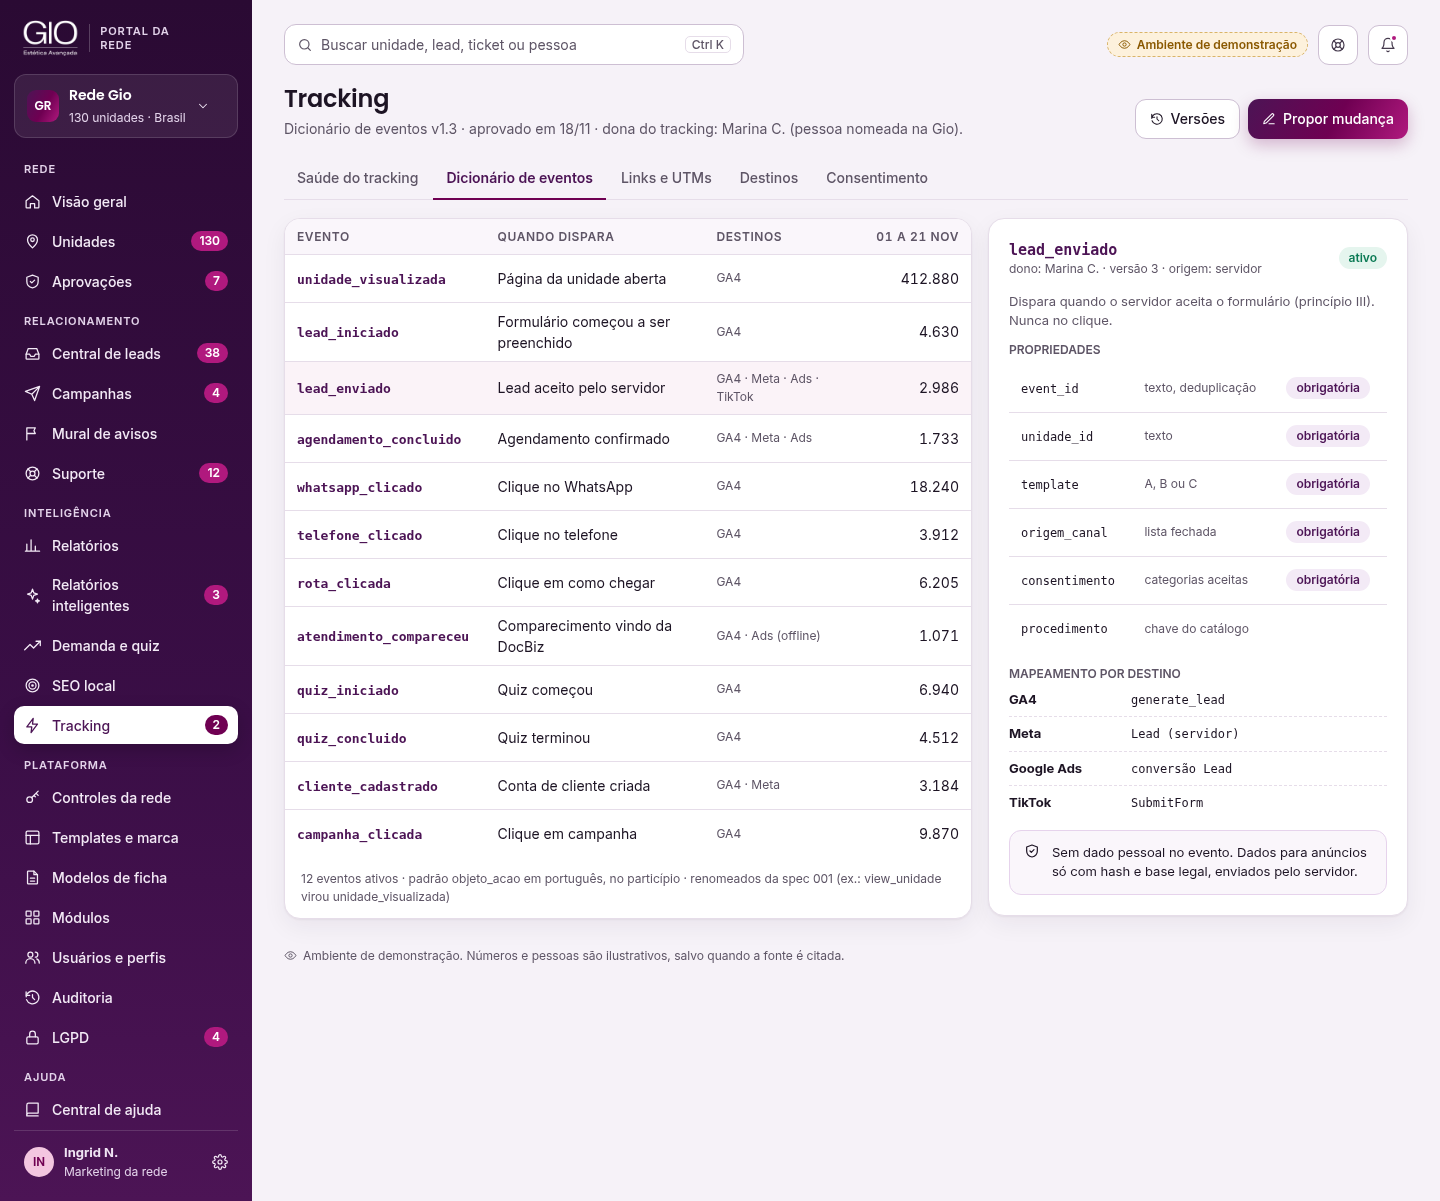 GIO
Estética Avançada
PORTAL DA
REDE
GR
Rede Gio
130 unidades · Brasil
REDE
Visão geral
Unidades 130
Aprovações 7
RELACIONAMENTO
Central de leads 38
Campanhas 4
Mural de avisos
Suporte 12
INTELIGÊNCIA
Relatórios
Relatórios
inteligentes 3
Demanda e quiz
SEO local
Tracking 2
PLATAFORMA
Controles da rede
Templates e marca
Modelos de ficha
Módulos
Usuários e perfis
Auditoria
LGPD 4
AJUDA
Central de ajuda
IN
Ingrid N.
Marketing da rede
Buscar unidade, lead, ticket ou pessoa Ctrl K
Ambiente de demonstração
Tracking
Dicionário de eventos v1.3 · aprovado em 18/11 · dona do tracking: Marina C. (pessoa nomeada na Gio).
Versões
Propor mudança
Saúde do tracking Dicionário de eventos Links e UTMs Destinos Consentimento
EVENTO QUANDO DISPARA DESTINOS 01 A 21 NOV
unidade_visualizada Página da unidade aberta GA4 412.880
lead_iniciado Formulário começou a ser
preenchido GA4 4.630
lead_enviado Lead aceito pelo servidor GA4 · Meta · Ads ·
TikTok 2.986
agendamento_concluido Agendamento confirmado GA4 · Meta · Ads 1.733
whatsapp_clicado Clique no WhatsApp GA4 18.240
telefone_clicado Clique no telefone GA4 3.912
rota_clicada Clique em como chegar GA4 6.205
atendimento_compareceu Comparecimento vindo da
DocBiz GA4 · Ads (offline) 1.071
quiz_iniciado Quiz começou GA4 6.940
quiz_concluido Quiz terminou GA4 4.512
cliente_cadastrado Conta de cliente criada GA4 · Meta 3.184
campanha_clicada Clique em campanha GA4 9.870
12 eventos ativos · padrão objeto_acao em português, no particípio · renomeados da spec 001 (ex.: view_unidade
virou unidade_visualizada)
lead_enviado
dono: Marina C. · versão 3 · origem: servidor
ativo
Dispara quando o servidor aceita o formulário (princípio III).
Nunca no clique.
PROPRIEDADES
event_id texto, deduplicação obrigatória
unidade_id texto obrigatória
template A, B ou C obrigatória
origem_canal lista fechada obrigatória
consentimento categorias aceitas obrigatória
procedimento chave do catálogo
MAPEAMENTO POR DESTINO
GA4 generate_lead
Meta Lead (servidor)
Google Ads conversão Lead
TikTok SubmitForm
Sem dado pessoal no evento. Dados para anúncios
só com hash e base legal, enviados pelo servidor.
Ambiente de demonstração. Números e pessoas são ilustrativos, salvo quando a fonte é citada.